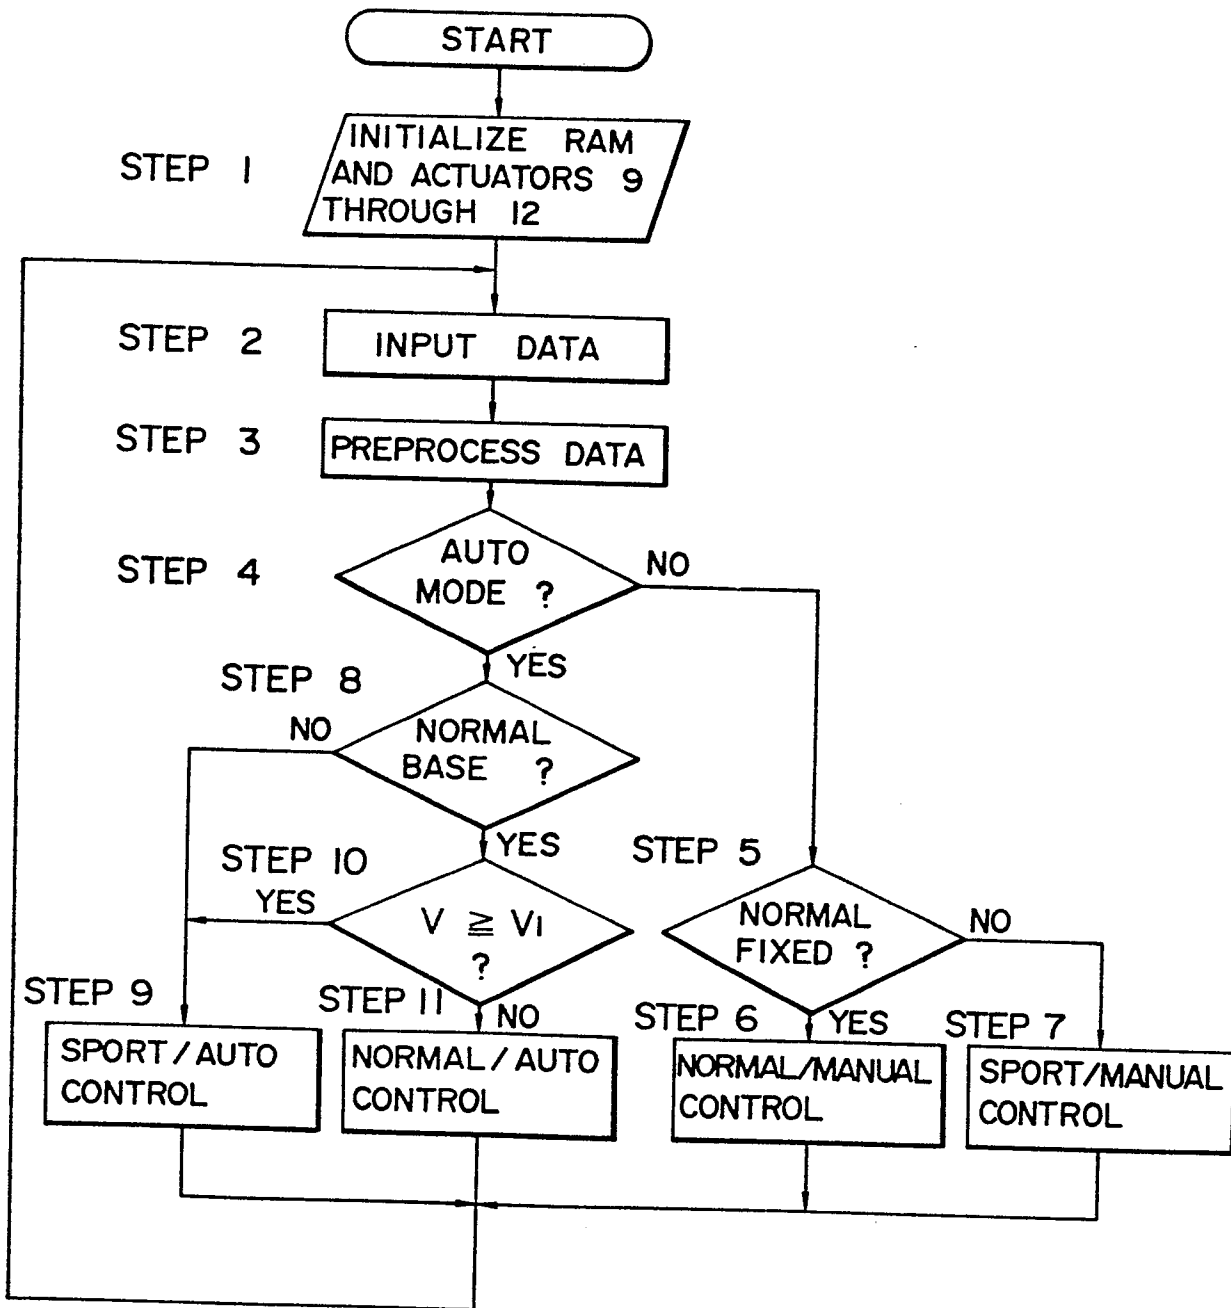 START
STEP 1
INITIALIZE RAM
AND ACTUATORS 9
THROUGH 12
STEP 2
INPUT DATA
STEP 3
PREPROCESS DATA
STEP 4
AUTO
MODE ?
NO
YES
STEP 8
NO
NORMAL
BASE ?
YES
STEP 10
YES
V ≧ V1
?
STEP 5
NORMAL
FIXED ?
NO
STEP 9
SPORT/AUTO
CONTROL
STEP 11
NO
NORMAL/AUTO
CONTROL
STEP 6
YES
NORMAL/MANUAL
CONTROL
STEP 7
SPORT/MANUAL
CONTROL